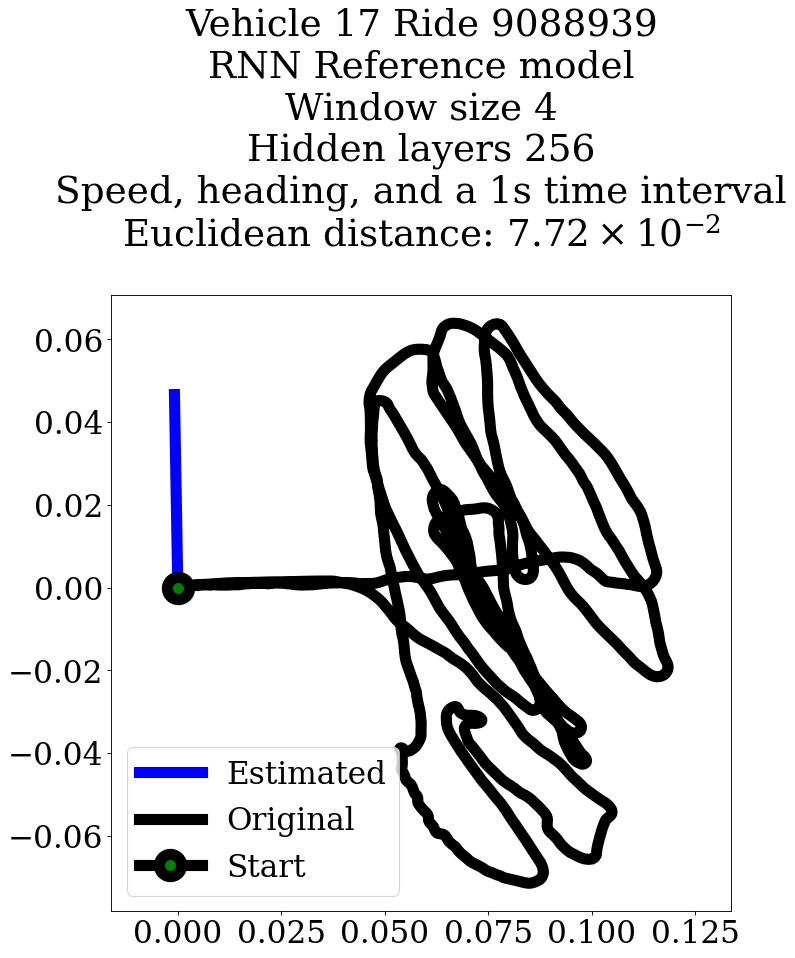 Vehicle 17 Ride 9088939
RNN Reference model
Window size 4
Hidden layers 256
Speed, heading, and a 1s time interval
Euclidean distance: 7.72 × 10⁻²
0.06
0.04
0.02
0.00
−0.02
−0.04
−0.06
Estimated
Original
Start
0.000 0.025 0.050 0.075 0.100 0.125